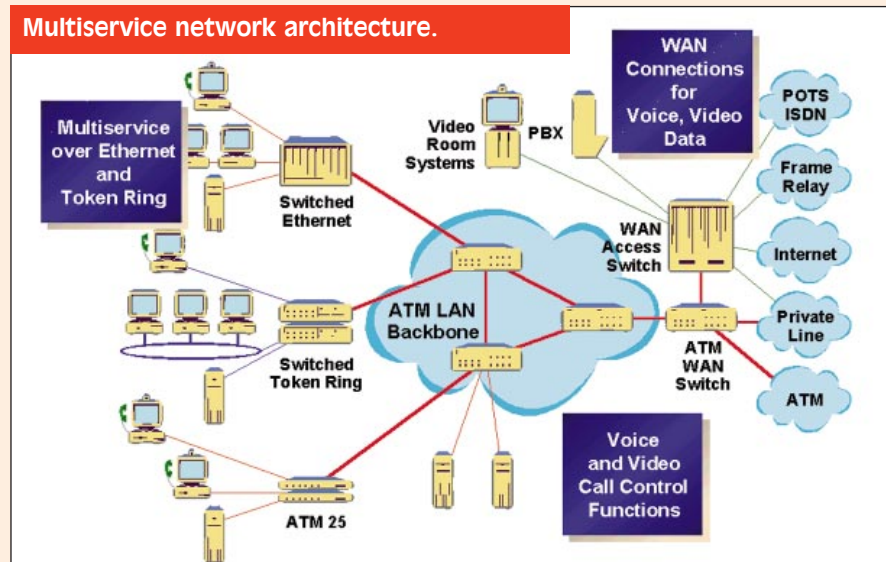 Multiservice network architecture.
Multiservice
over Ethernet
and
Token Ring
Switched
Ethernet
Video
Room
Systems
PBX
WAN
Connections
for
Voice, Video
Data
POTS
ISDN
Frame
Relay
WAN
Access
Switch
Internet
ATM LAN
Backbone
Private
Line
Switched
Token Ring
ATM
WAN
Switch
ATM
Voice
and Video
Call Control
Functions
ATM 25